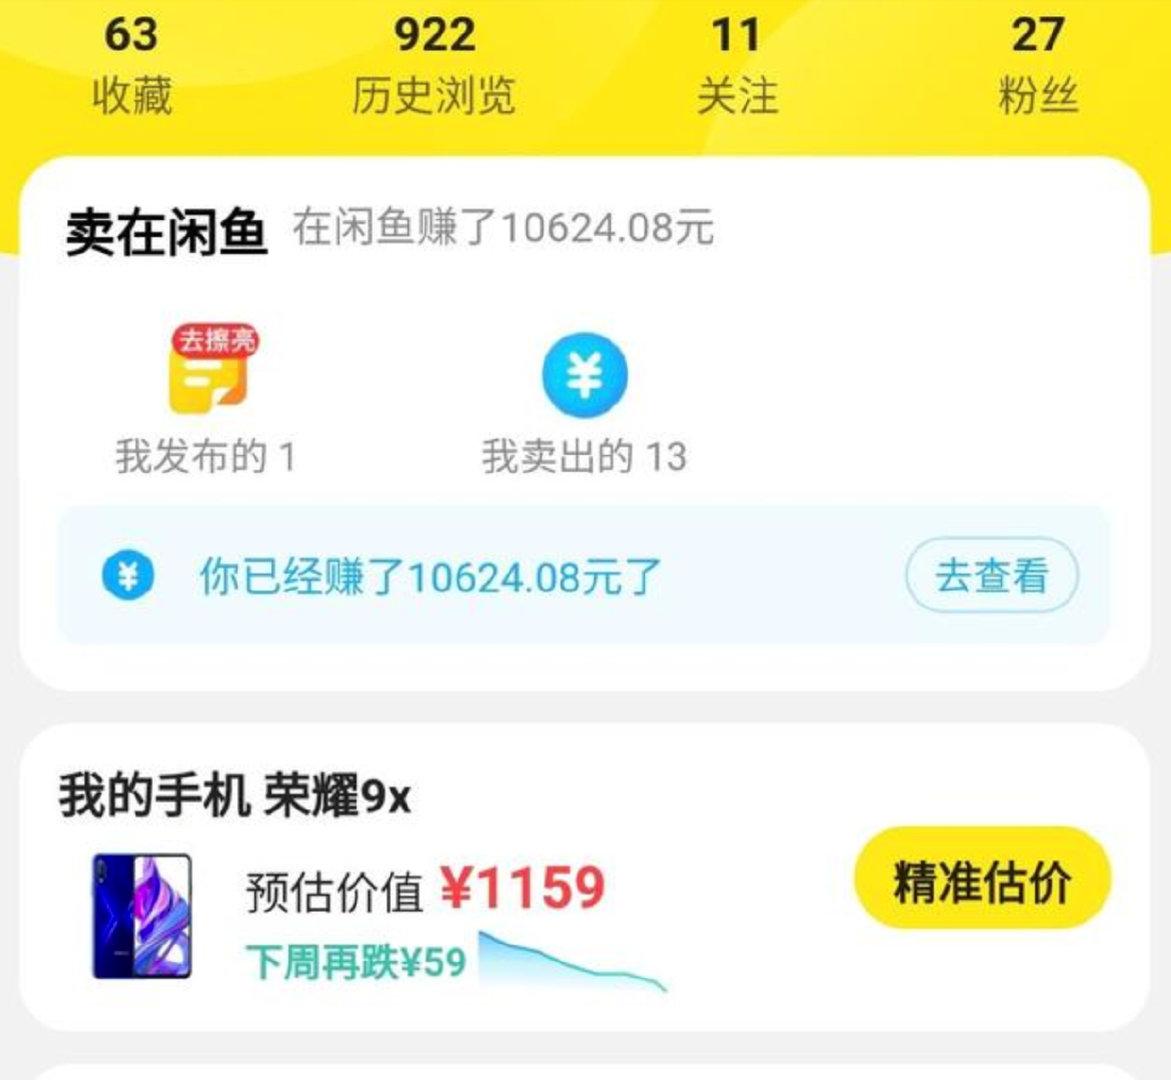 63 922 11 27
收藏 历史浏览 关注 粉丝
卖在闲鱼 在闲鱼赚了10624.08元
去擦亮
¥
我发布的 1 我卖出的 13
¥ 你已经赚了10624.08元了 去查看
我的手机 荣耀9x
预估价值 ¥1159 精准估价
下周再跌¥59